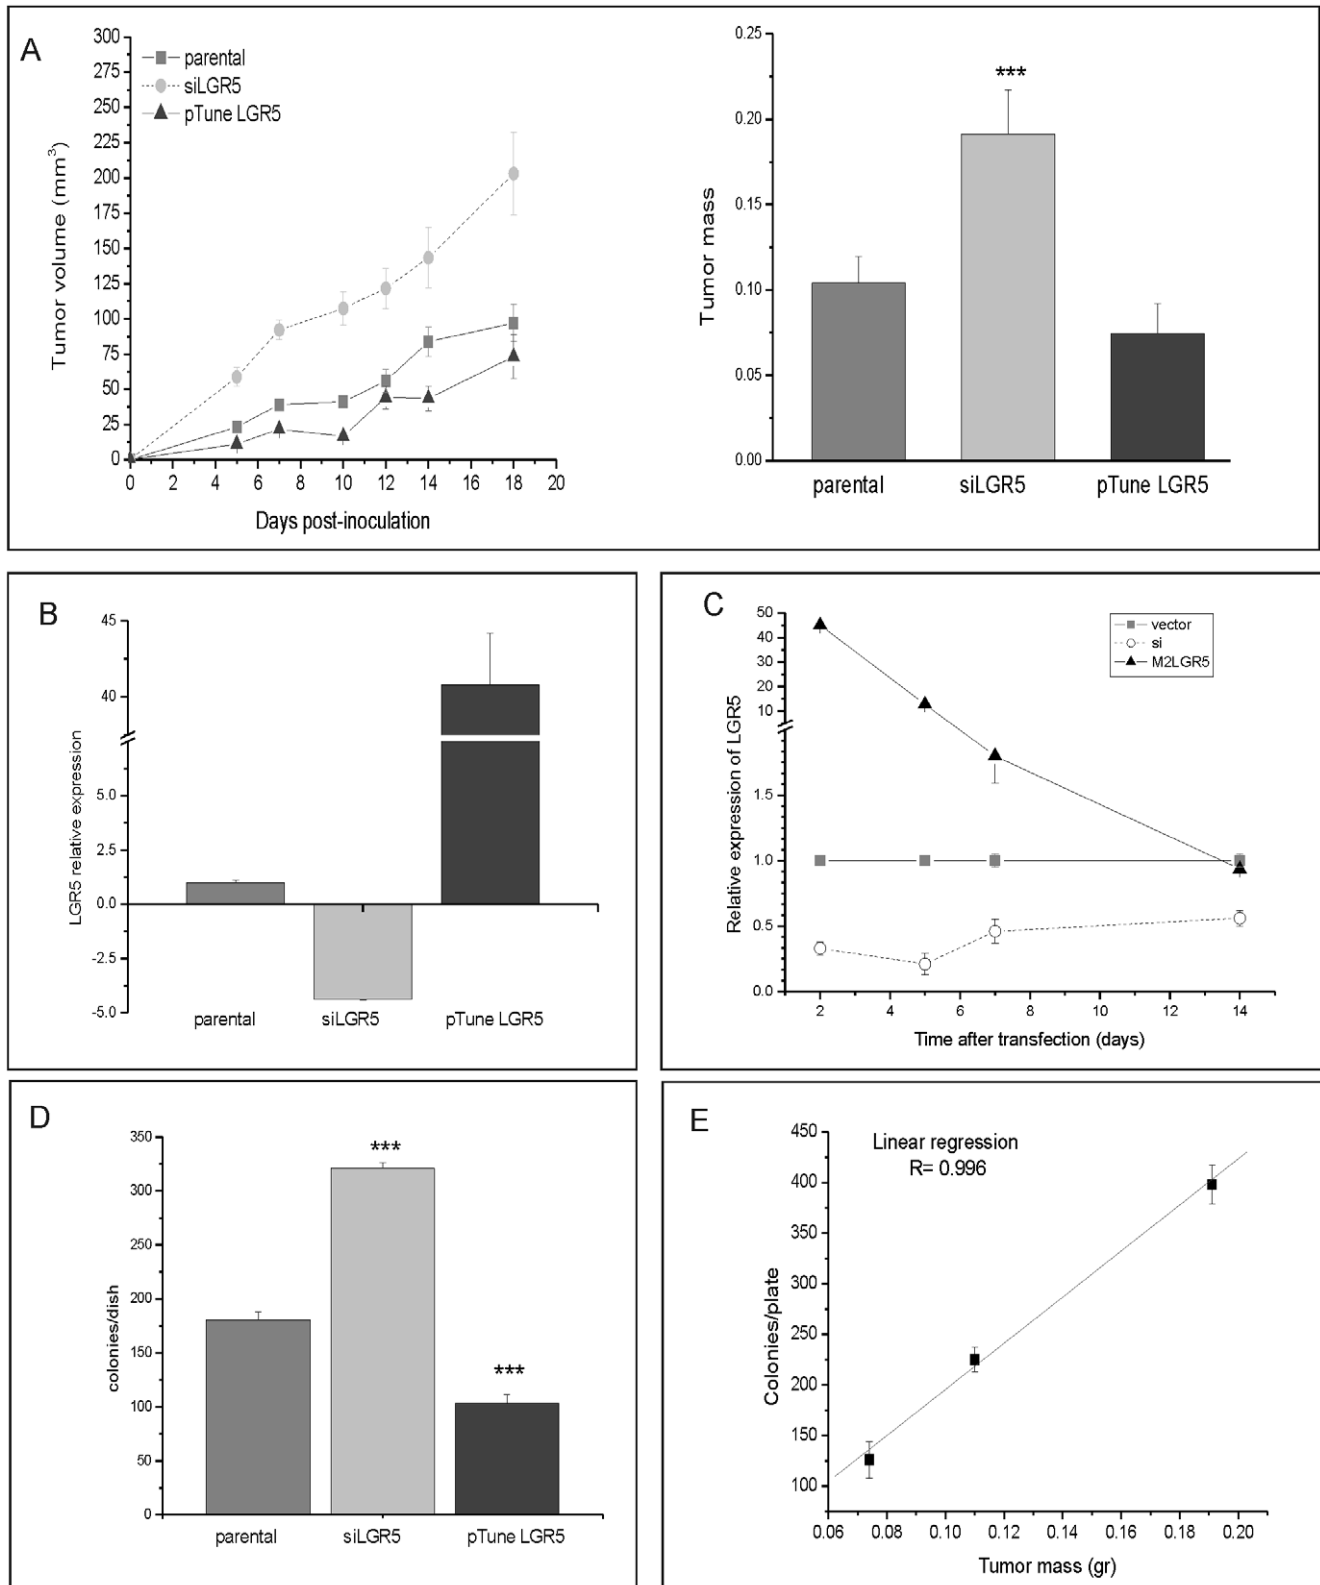 A
300
275
250
225
200
175
150
125
100
75
50
25
0
0 2 4 6 8 10 12 14 16 18 20
Tumor volume (mm³)
Days post-inoculation
parental
siLGR5
pTune LGR5
0.25
0.20
0.15
0.10
0.05
0.00
Tumor mass
***
parental siLGR5 pTune LGR5
B
45
40
5.0
2.5
0.0
-2.5
-5.0
LGR5 relative expression
parental siLGR5 pTune LGR5
C
50
40
30
20
10
1.5
1.0
0.5
0.0
Relative expression of LGR5
vector
si
M2LGR5
2 4 6 8 10 12 14
Time after transfection (days)
D
350
300
250
200
150
100
50
0
colonies/dish
***
***
parental siLGR5 pTune LGR5
E
Linear regression
R= 0.996
450
400
350
300
250
200
150
100
Colonies/plate
0.06 0.08 0.10 0.12 0.14 0.16 0.18 0.20
Tumor mass (gr)